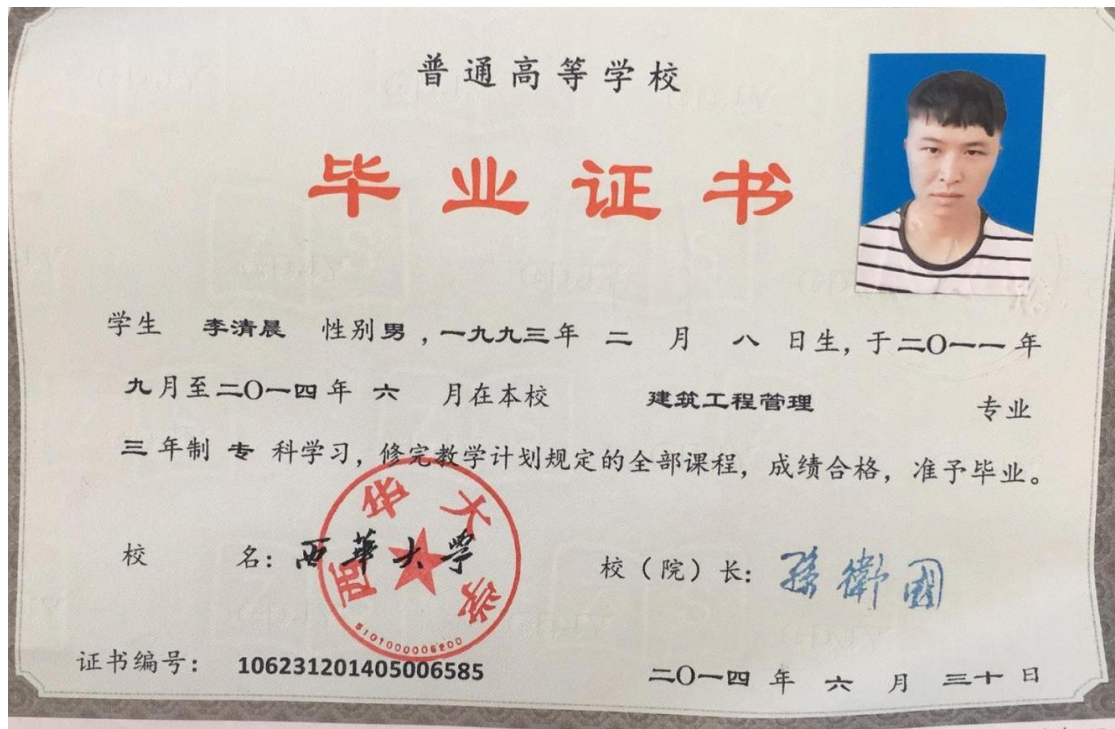 普通高等学校
毕业证书
学生 李清晨 性别男，一九九三年 二 月 八 日生，于二〇一一年
九月至二〇一四年 六 月在本校 建筑工程管理 专业
三 年制 专 科学习，修完教学计划规定的全部课程，成绩合格，准予毕业。
校 名：西華大學
西华大学
5101000006200
校（院）长：孫衛國
证书编号： 106231201405006585
二〇一四 年 六 月 三十 日